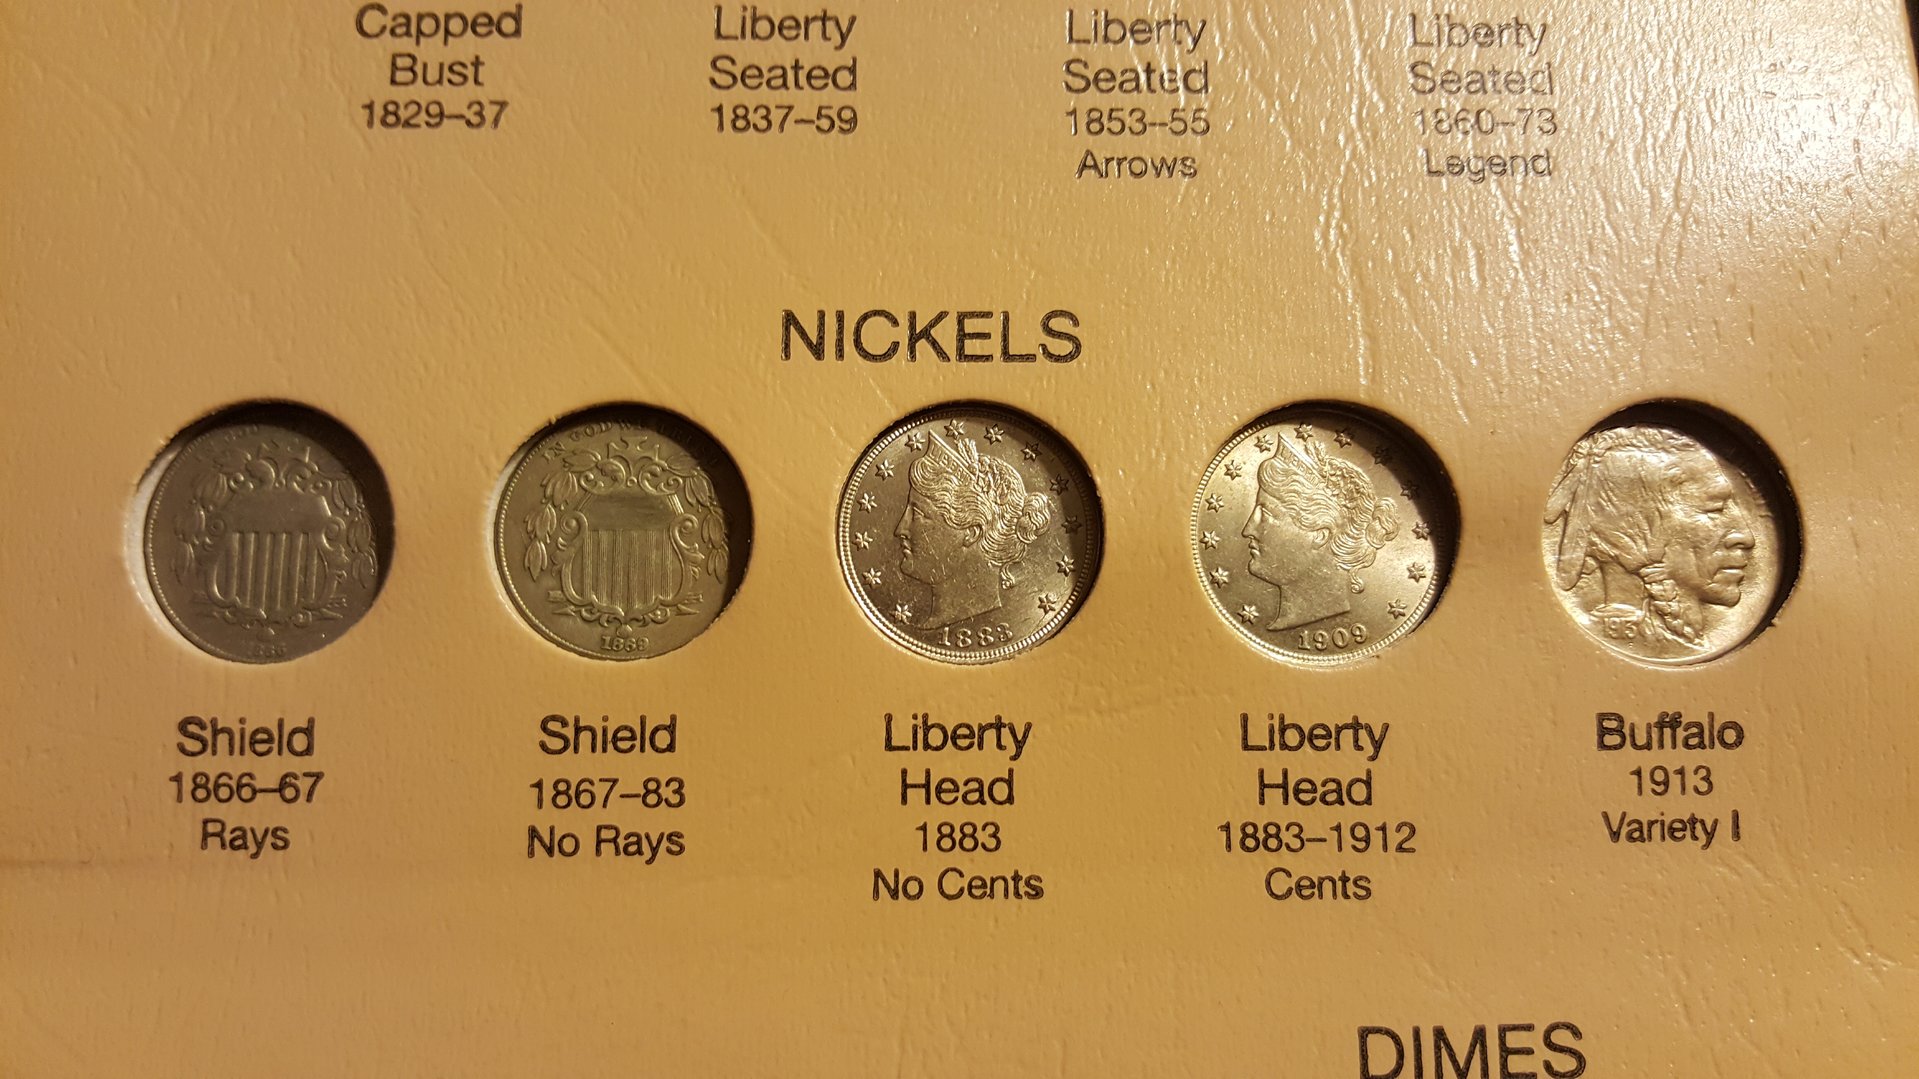 Capped
Bust
1829–37
Liberty
Seated
1837–59
Liberty
Seated
1853–55
Arrows
Liberty
Seated
1860–73
Legend
NICKELS
IN GOD WE
1866
1869
1883
1909
Shield
1866–67
Rays
Shield
1867–83
No Rays
Liberty
Head
1883
No Cents
Liberty
Head
1883–1912
Cents
Buffalo
1913
Variety I
DIMES